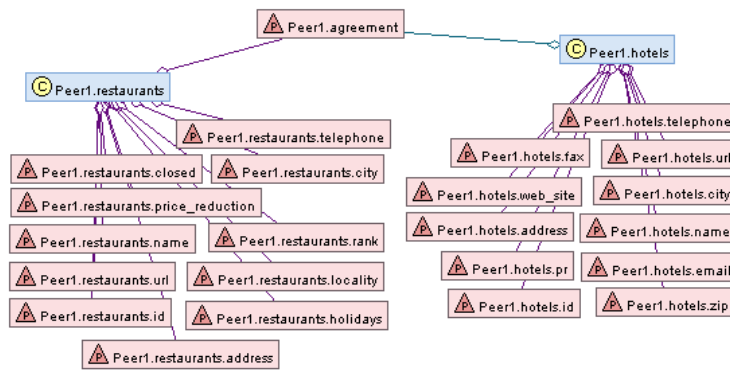 P Peer1.agreement
C Peer1.hotels
C Peer1.restaurants
P Peer1.restaurants.telephone
P Peer1.restaurants.closed
P Peer1.restaurants.city
P Peer1.restaurants.price_reduction
P Peer1.restaurants.name
P Peer1.restaurants.rank
P Peer1.restaurants.url
P Peer1.restaurants.locality
P Peer1.restaurants.id
P Peer1.restaurants.holidays
P Peer1.restaurants.address
P Peer1.hotels.telephone
P Peer1.hotels.fax
P Peer1.hotels.url
P Peer1.hotels.web_site
P Peer1.hotels.city
P Peer1.hotels.address
P Peer1.hotels.name
P Peer1.hotels.pr
P Peer1.hotels.email
P Peer1.hotels.id
P Peer1.hotels.zip